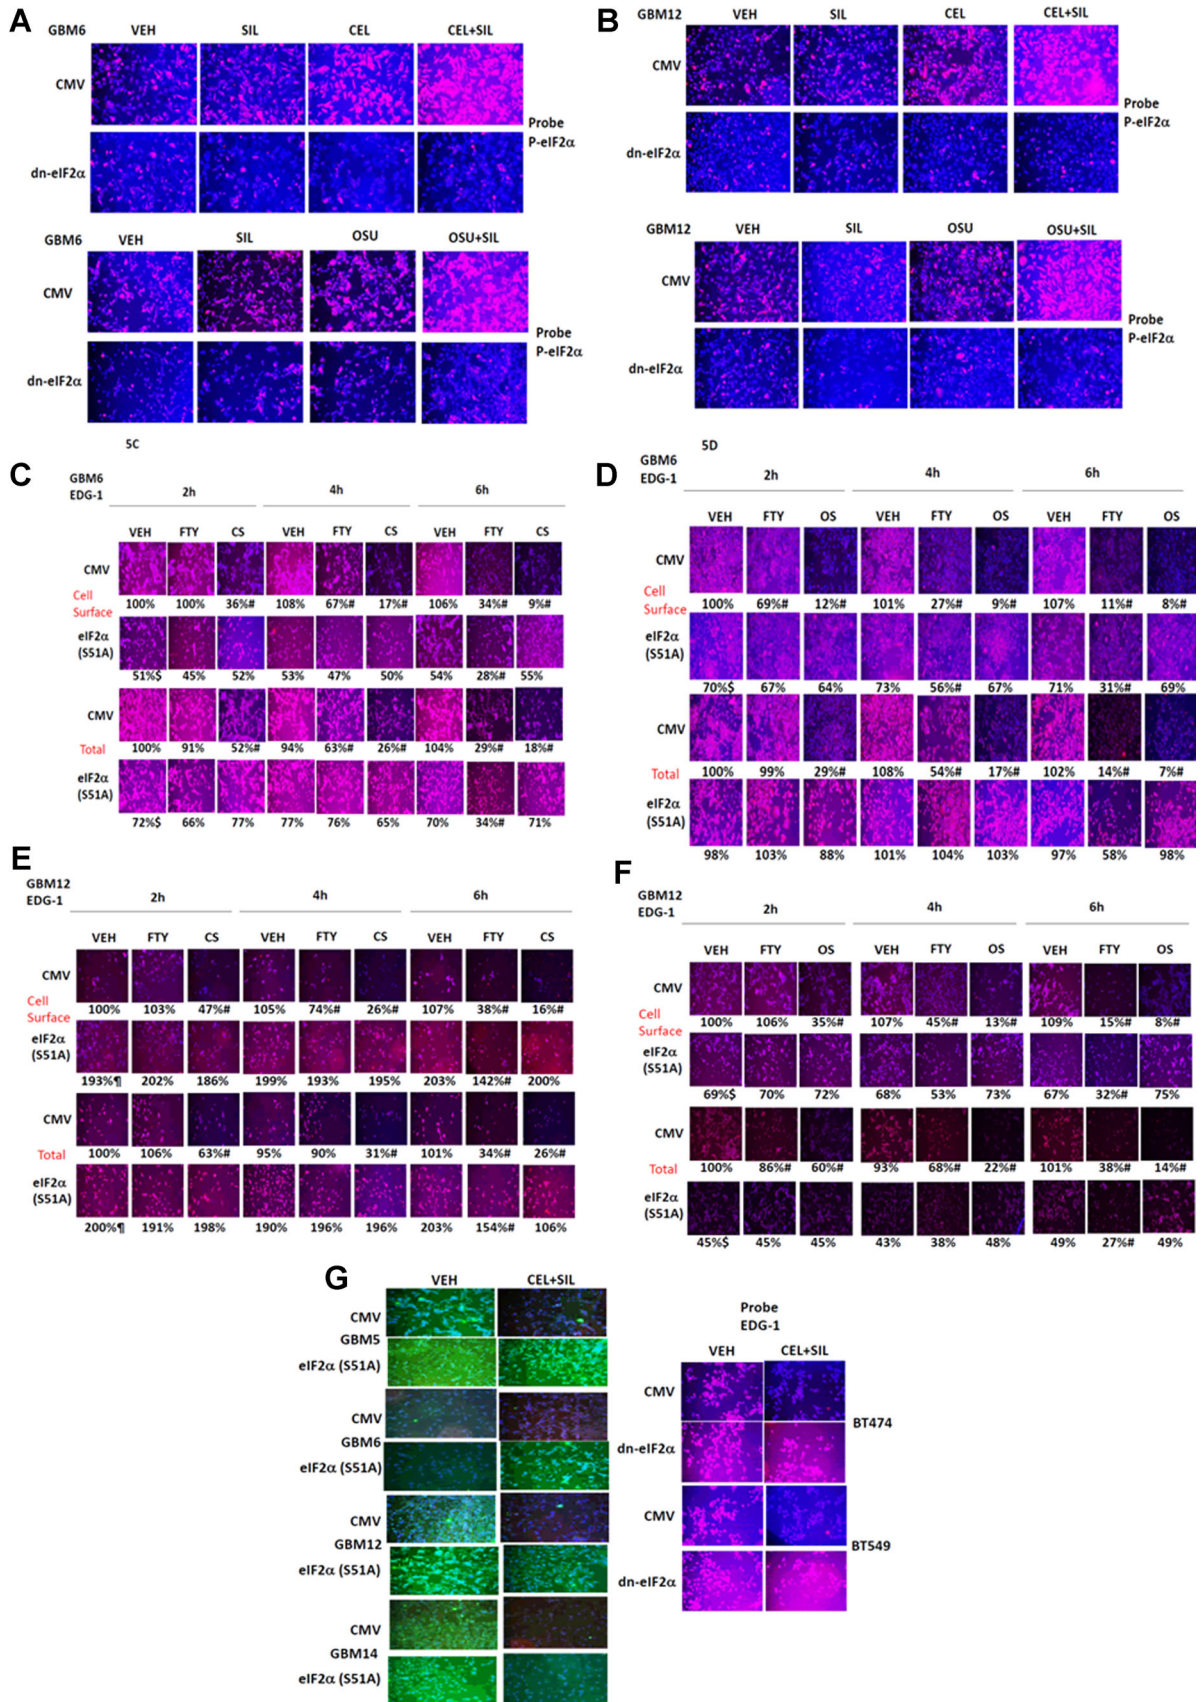 A
GBM6 VEH SIL CEL CEL+SIL
CMV
Probe
P-eIF2α
dn-eIF2α
GBM6 VEH SIL OSU OSU+SIL
CMV
Probe
P-eIF2α
dn-eIF2α
B
GBM12 VEH SIL CEL CEL+SIL
CMV
Probe
P-eIF2α
dn-eIF2α
GBM12 VEH SIL OSU OSU+SIL
CMV
Probe
P-eIF2α
dn-eIF2α
5C
C
GBM6
EDG-1
2h 4h 6h
VEH FTY CS VEH FTY CS VEH FTY CS
CMV
Cell
Surface
100% 100% 36%# 108% 67%# 17%# 106% 34%# 9%#
eIF2α
(S51A)
51%$ 45% 52% 53% 47% 50% 54% 28%# 55%
CMV
Total
100% 91% 52%# 94% 63%# 26%# 104% 29%# 18%#
eIF2α
(S51A)
72%$ 66% 77% 77% 76% 65% 70% 34%# 71%
5D
D
GBM6
EDG-1
2h 4h 6h
VEH FTY OS VEH FTY OS VEH FTY OS
CMV
Cell
Surface
100% 69%# 12%# 101% 27%# 9%# 107% 11%# 8%#
eIF2α
(S51A)
70%$ 67% 64% 73% 56%# 67% 71% 31%# 69%
CMV
Total
100% 99% 29%# 108% 54%# 17%# 102% 14%# 7%#
eIF2α
(S51A)
98% 103% 88% 101% 104% 103% 97% 58% 98%
E
GBM12
EDG-1
2h 4h 6h
VEH FTY CS VEH FTY CS VEH FTY CS
CMV
Cell
Surface
100% 103% 47%# 105% 74%# 26%# 107% 38%# 16%#
eIF2α
(S51A)
193%¶ 202% 186% 199% 193% 195% 203% 142%# 200%
CMV
Total
100% 106% 63%# 95% 90% 31%# 101% 34%# 26%#
eIF2α
(S51A)
200%¶ 191% 198% 190% 196% 196% 203% 154%# 106%
F
GBM12
EDG-1
2h 4h 6h
VEH FTY OS VEH FTY OS VEH FTY OS
CMV
Cell
Surface
100% 106% 35%# 107% 45%# 13%# 109% 15%# 8%#
eIF2α
(S51A)
69%$ 70% 72% 68% 53% 73% 67% 32%# 75%
CMV
Total
100% 86%# 60%# 93% 68%# 22%# 101% 38%# 14%#
eIF2α
(S51A)
45%$ 45% 45% 43% 38% 48% 49% 27%# 49%
G
VEH CEL+SIL
CMV
GBM5
eIF2α (S51A)
CMV
GBM6
eIF2α (S51A)
CMV
GBM12
eIF2α (S51A)
CMV
GBM14
eIF2α (S51A)
Probe
EDG-1
VEH CEL+SIL
CMV
BT474
dn-eIF2α
CMV
BT549
dn-eIF2α